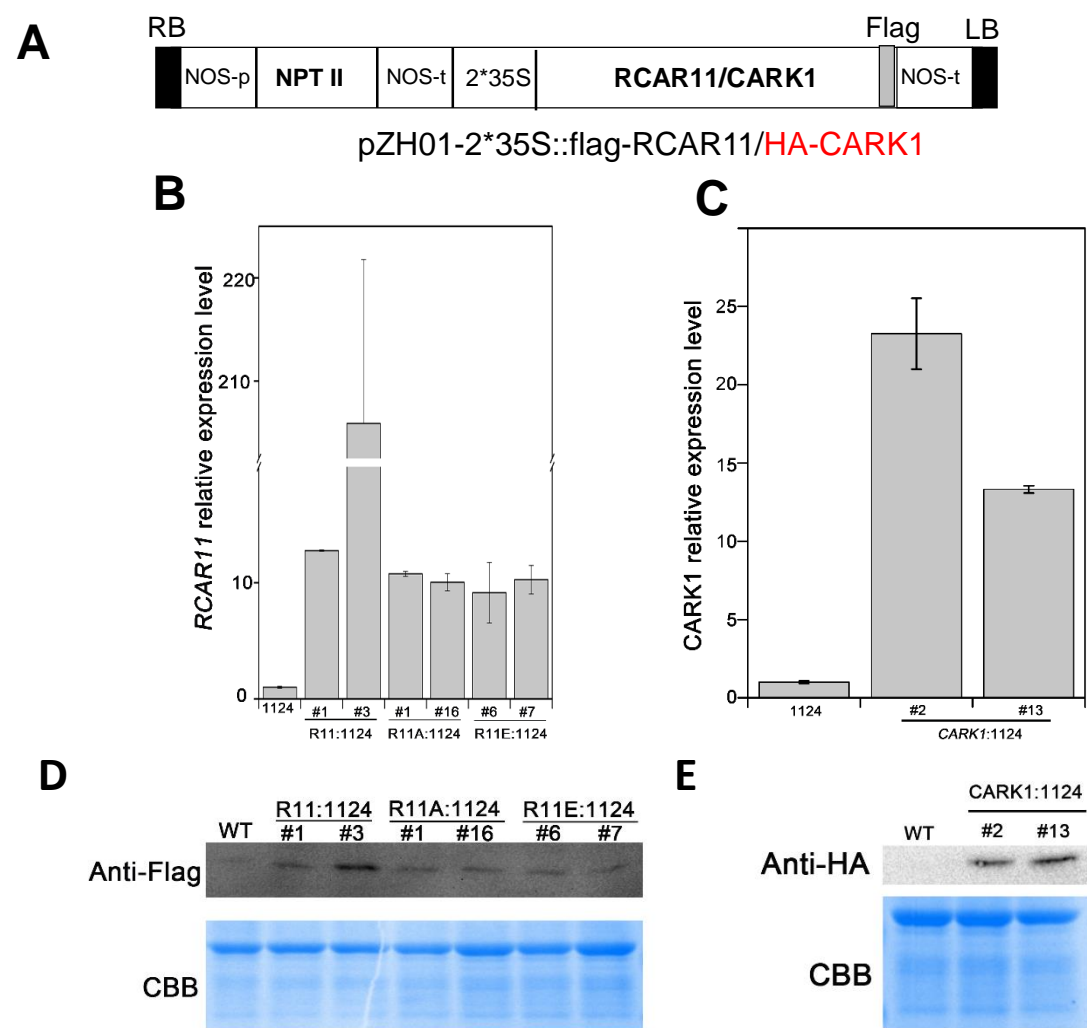 A
RB
Flag
LB
NOS-p
NPT II
NOS-t
2*35S
RCAR11/CARK1
NOS-t
pZH01-2*35S::flag-RCAR11/HA-CARK1
B
RCAR11 relative expression level
220
210
10
0
1124
#1
#3
#1
#16
#6
#7
R11:1124
R11A:1124
R11E:1124
C
CARK1 relative expression level
25
20
15
10
5
0
1124
#2
#13
CARK1:1124
D
WT
R11:1124
R11A:1124
R11E:1124
#1
#3
#1
#16
#6
#7
Anti-Flag
CBB
E
CARK1:1124
WT
#2
#13
Anti-HA
CBB